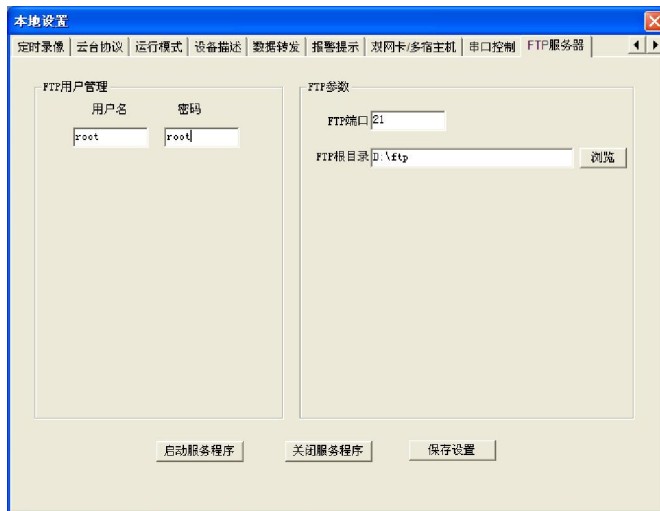 本地设置
定时录像 云台协议 运行模式 设备描述 数据转发 报警提示 双网卡/多宿主机 串口控制 FTP服务器
FTP用户管理 FTP参数
用户名 密码
FTP端口 21
root root
FTP根目录 D:\ftp 浏览
启动服务程序 关闭服务程序 保存设置